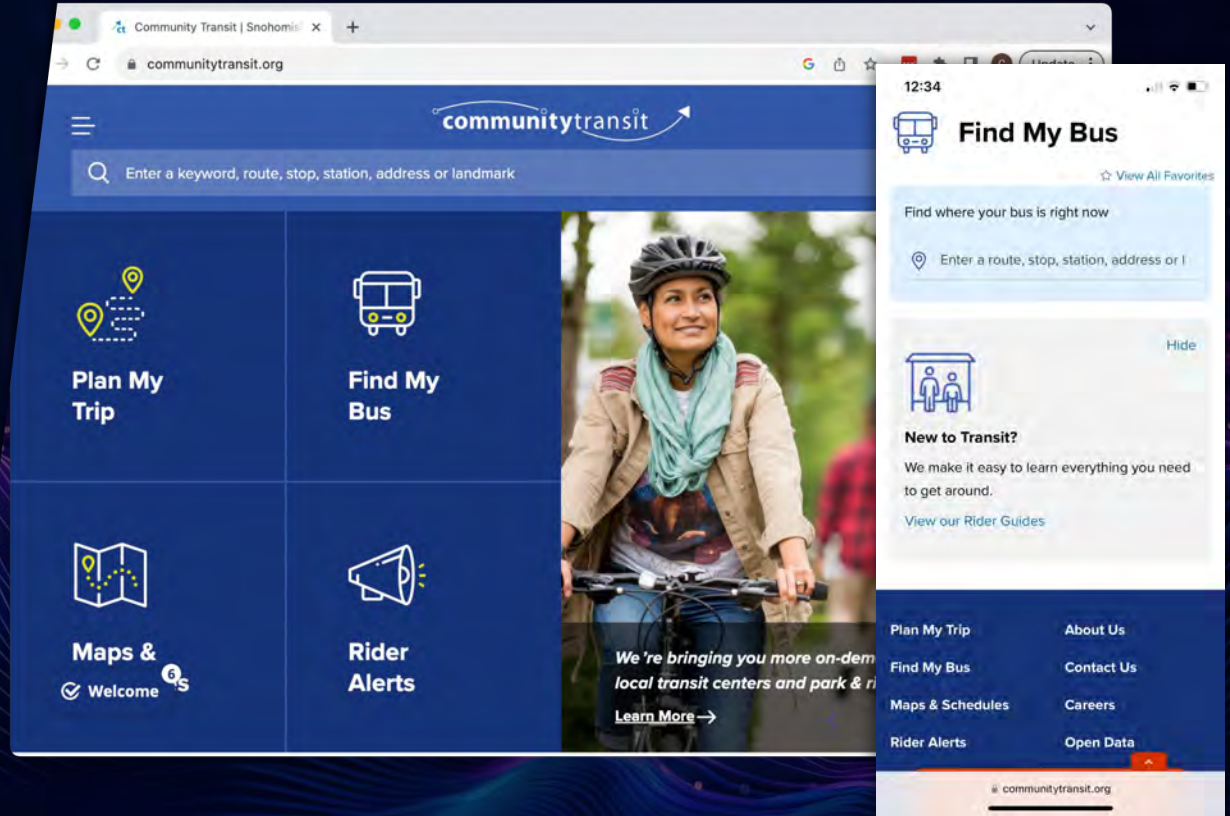 Community Transit | Snohomis
communitytransit.org
Update
communitytransit
Enter a keyword, route, stop, station, address or landmark
Plan My
Trip
Find My
Bus
Maps &
s
6
Welcome
Rider
Alerts
We're bringing you more on-dem
local transit centers and park & ri
Learn More
12:34
Find My Bus
View All Favorites
Find where your bus is right now
Enter a route, stop, station, address or l
Hide
New to Transit?
We make it easy to learn everything you need
to get around.
View our Rider Guides
Plan My Trip
About Us
Find My Bus
Contact Us
Maps & Schedules
Careers
Rider Alerts
Open Data
communitytransit.org